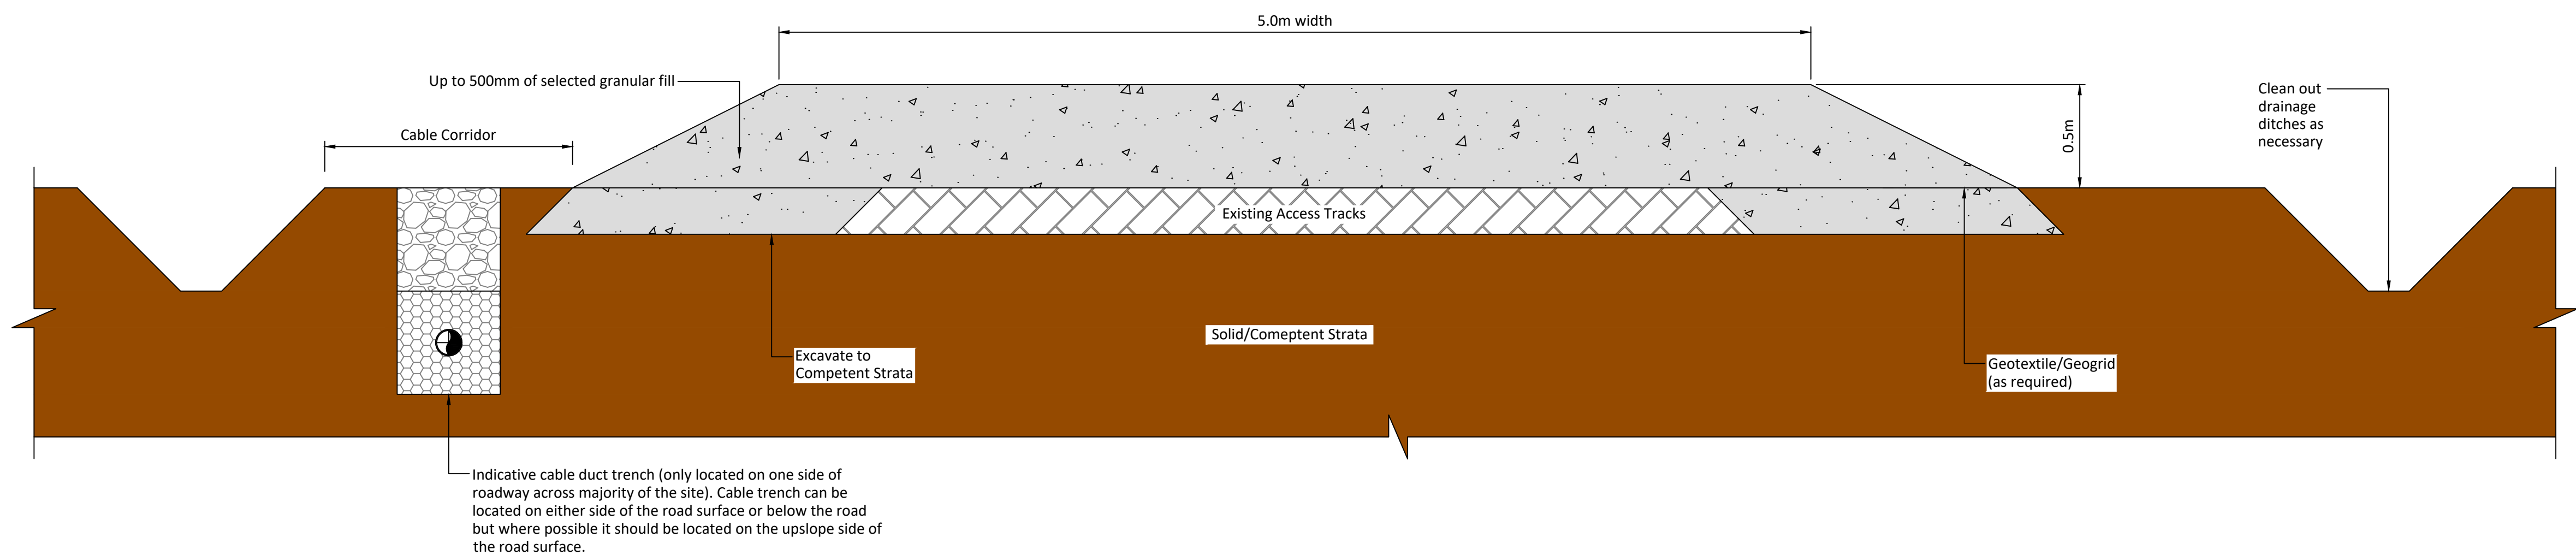 5.0m width
Up to 500mm of selected granular fill
Clean out
drainage
ditches as
necessary
Cable Corridor
0.5m
Existing Access Tracks
Solid/Comeptent Strata
Excavate to
Competent Strata
Geotextile/Geogrid
(as required)
Indicative cable duct trench (only located on one side of
roadway across majority of the site). Cable trench can be
located on either side of the road surface or below the road
but where possible it should be located on the upslope side of
the road surface.